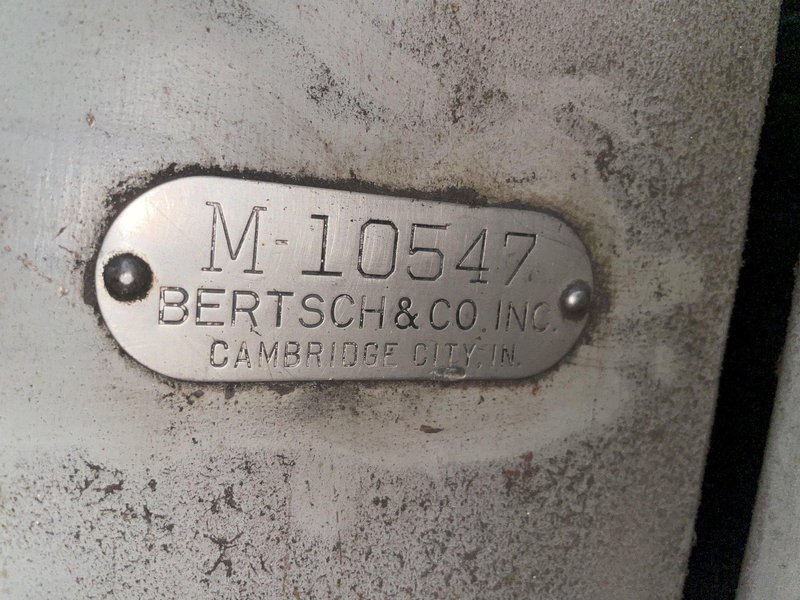 M-10547
BERTSCH & CO. INC.
CAMBRIDGE CITY, IN.